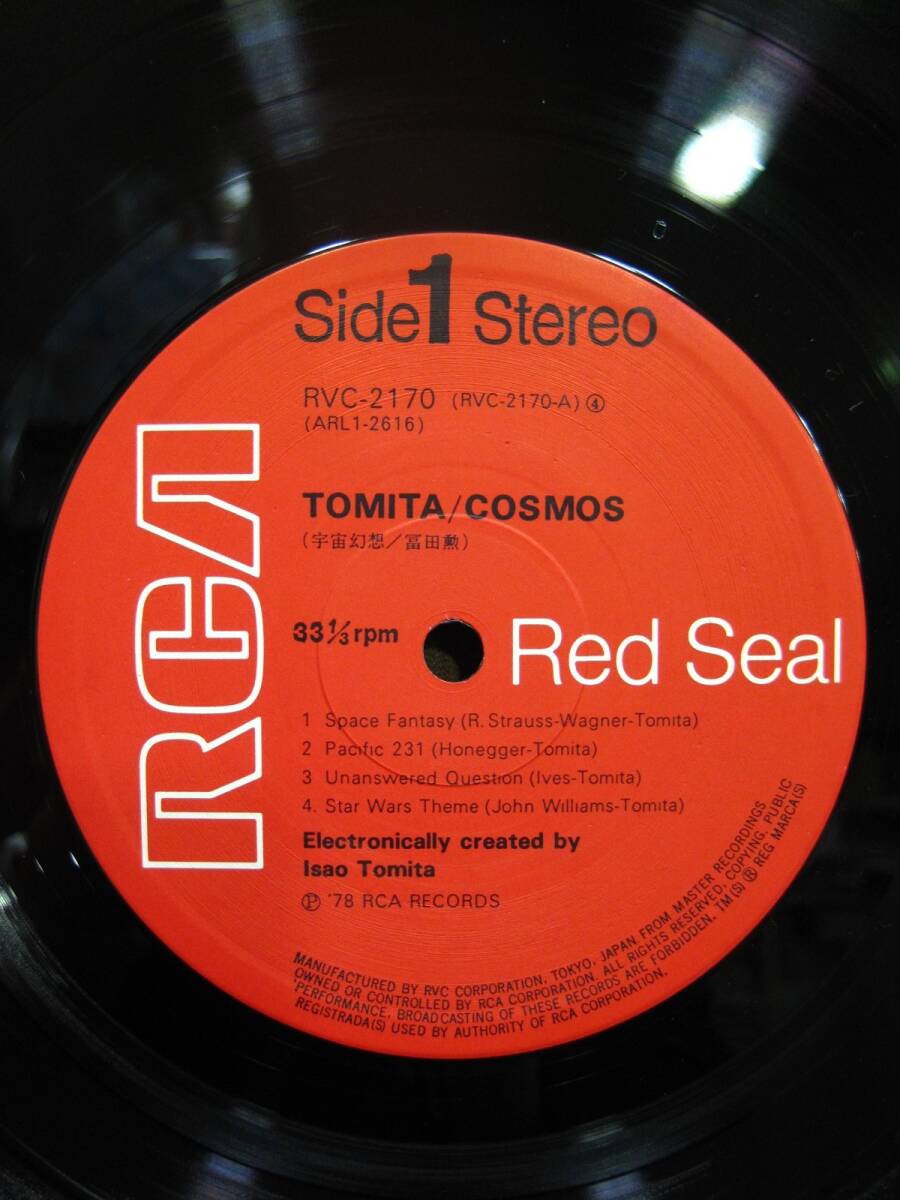 Side 1 Stereo
RVC-2170 (RVC-2170-A) ④
(ARL1-2616)
TOMITA/COSMOS
(宇宙幻想/冨田勲)
33 1/3 rpm
Red Seal
RCA
1 Space Fantasy (R. Strauss-Wagner-Tomita)
2 Pacific 231 (Honegger-Tomita)
3 Unanswered Question (Ives-Tomita)
4. Star Wars Theme (John Williams-Tomita)
Electronically created by
Isao Tomita
Ⓟ '78 RCA RECORDS
MANUFACTURED BY RVC CORPORATION, TOKYO, JAPAN. FROM MASTER RECORDINGS
OWNED OR CONTROLLED BY RCA CORPORATION. ALL RIGHTS RESERVED, COPYING, PUBLIC
PERFORMANCE, BROADCASTING OF THESE RECORDS ARE FORBIDDEN. TM(S) ® REG MARCA(S)
REGISTRADA(S) USED BY AUTHORITY OF RCA CORPORATION.